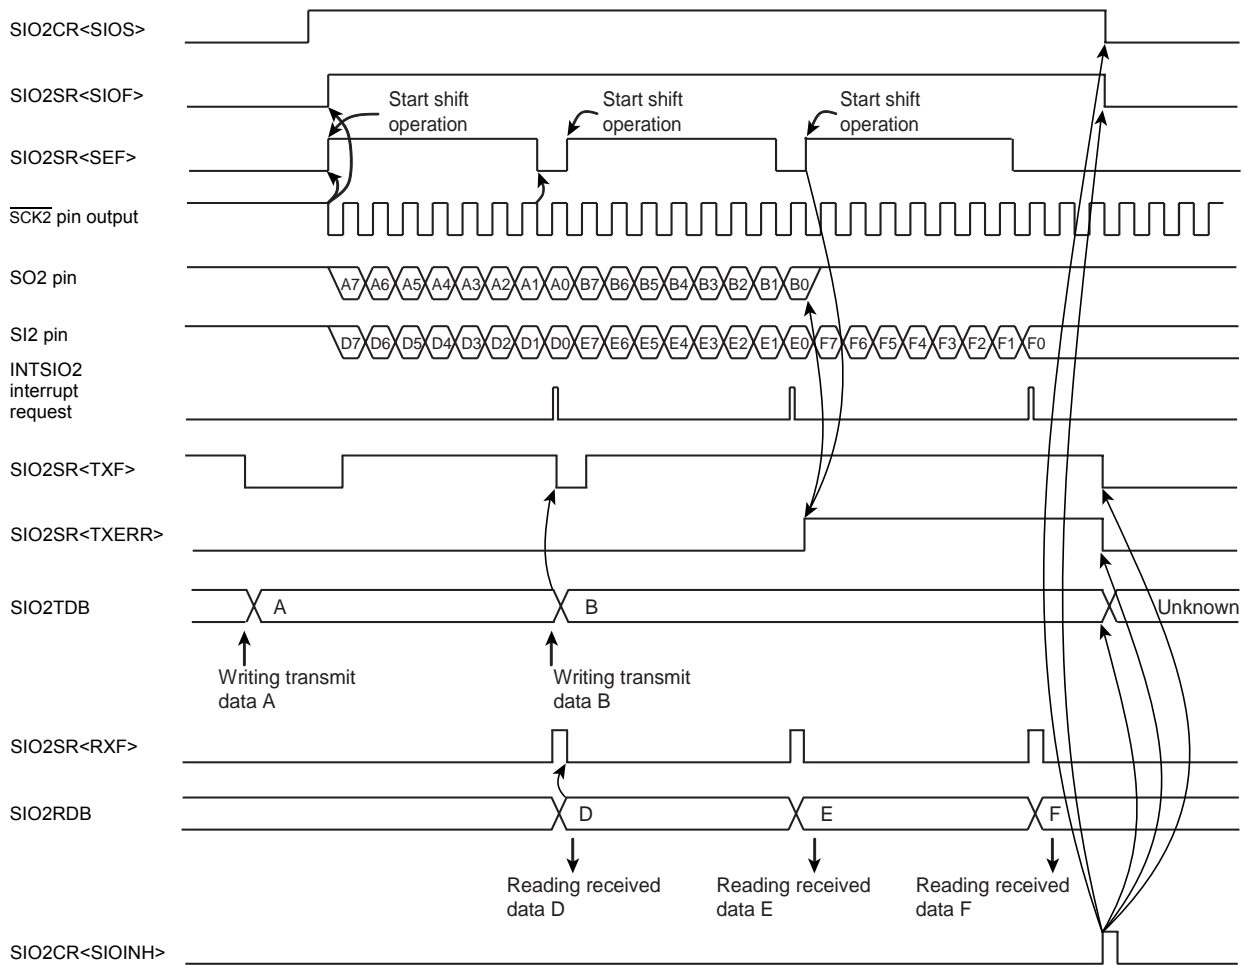 SIO2CR<SIOS>
SIO2SR<SIOF>
Start shift
operation
Start shift
operation
Start shift
operation
SIO2SR<SEF>
SCK2 pin output
SO2 pin
A7 A6 A5 A4 A3 A2 A1 A0 B7 B6 B5 B4 B3 B2 B1 B0
SI2 pin
D7 D6 D5 D4 D3 D2 D1 D0 E7 E6 E5 E4 E3 E2 E1 E0 F7 F6 F5 F4 F3 F2 F1 F0
INTSIO2
interrupt
request
SIO2SR<TXF>
SIO2SR<TXERR>
SIO2TDB
A
B
Unknown
Writing transmit
data A
Writing transmit
data B
SIO2SR<RXF>
SIO2RDB
D
E
F
Reading received
data D
Reading received
data E
Reading received
data F
SIO2CR<SIOINH>